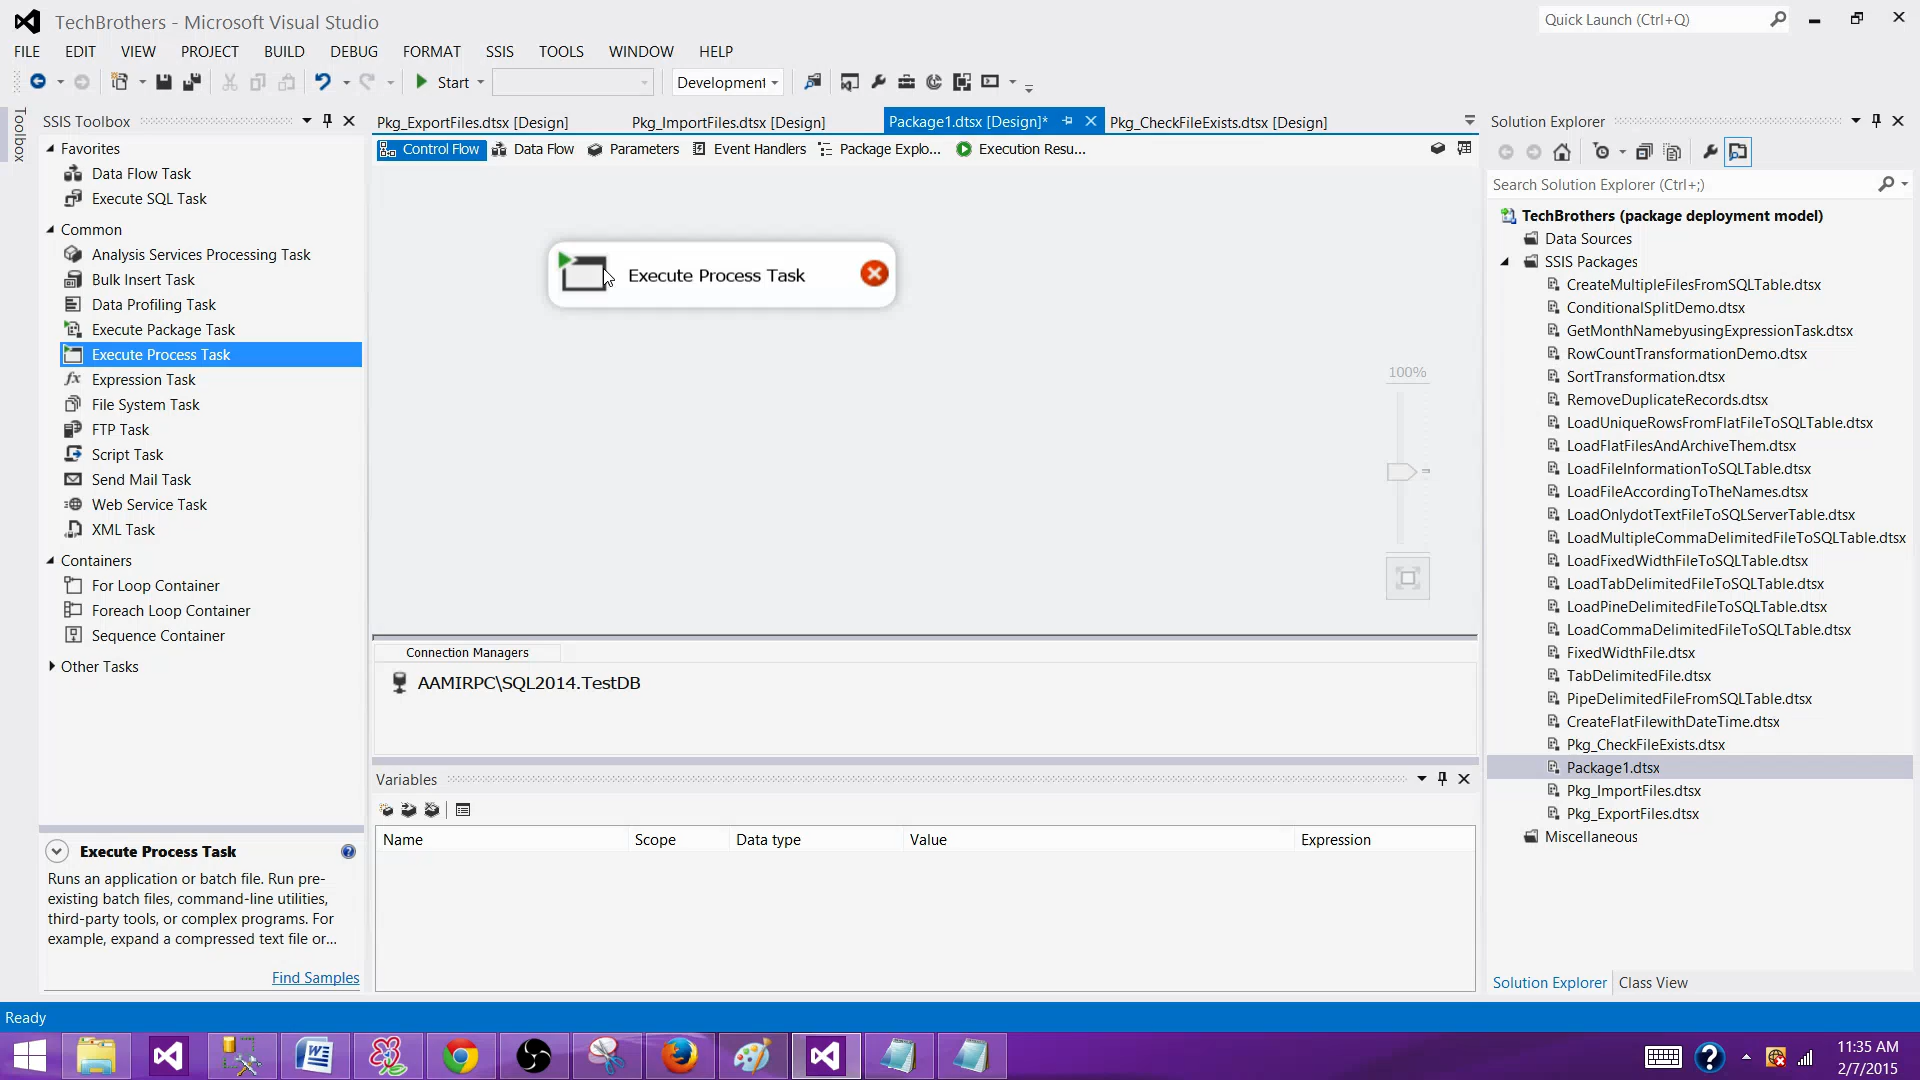 TechBrothers - Microsoft Visual Studio
Quick Launch (Ctrl+Q)
FILE EDIT VIEW PROJECT BUILD DEBUG FORMAT SSIS TOOLS WINDOW HELP
Start
Development
Toolbox
SSIS Toolbox
Favorites
Data Flow Task
Execute SQL Task
Common
Analysis Services Processing Task
Bulk Insert Task
Data Profiling Task
Execute Package Task
Execute Process Task
Expression Task
File System Task
FTP Task
Script Task
Send Mail Task
Web Service Task
XML Task
Containers
For Loop Container
Foreach Loop Container
Sequence Container
Other Tasks
Execute Process Task
Runs an application or batch file. Run pre-
existing batch files, command-line utilities,
third-party tools, or complex programs. For
example, expand a compressed text file or...
Find Samples
Pkg_ExportFiles.dtsx [Design] Pkg_ImportFiles.dtsx [Design] Package1.dtsx [Design]* Pkg_CheckFileExists.dtsx [Design]
Control Flow Data Flow Parameters Event Handlers Package Explo... Execution Resu...
Execute Process Task
100%
Connection Managers
AAMIRPC\SQL2014.TestDB
Variables
Name Scope Data type Value Expression
Solution Explorer
Search Solution Explorer (Ctrl+;)
TechBrothers (package deployment model)
Data Sources
SSIS Packages
CreateMultipleFilesFromSQLTable.dtsx
ConditionalSplitDemo.dtsx
GetMonthNamebyusingExpressionTask.dtsx
RowCountTransformationDemo.dtsx
SortTransformation.dtsx
RemoveDuplicateRecords.dtsx
LoadUniqueRowsFromFlatFileToSQLTable.dtsx
LoadFlatFilesAndArchiveThem.dtsx
LoadFileInformationToSQLTable.dtsx
LoadFileAccordingToTheNames.dtsx
LoadOnlydotTextFileToSQLServerTable.dtsx
LoadMultipleCommaDelimitedFileToSQLTable.dtsx
LoadFixedWidthFileToSQLTable.dtsx
LoadTabDelimitedFileToSQLTable.dtsx
LoadPineDelimitedFileToSQLTable.dtsx
LoadCommaDelimitedFileToSQLTable.dtsx
FixedWidthFile.dtsx
TabDelimitedFile.dtsx
PipeDelimitedFileFromSQLTable.dtsx
CreateFlatFilewithDateTime.dtsx
Pkg_CheckFileExists.dtsx
Package1.dtsx
Pkg_ImportFiles.dtsx
Pkg_ExportFiles.dtsx
Miscellaneous
Solution Explorer Class View
Ready
11:35 AM
2/7/2015